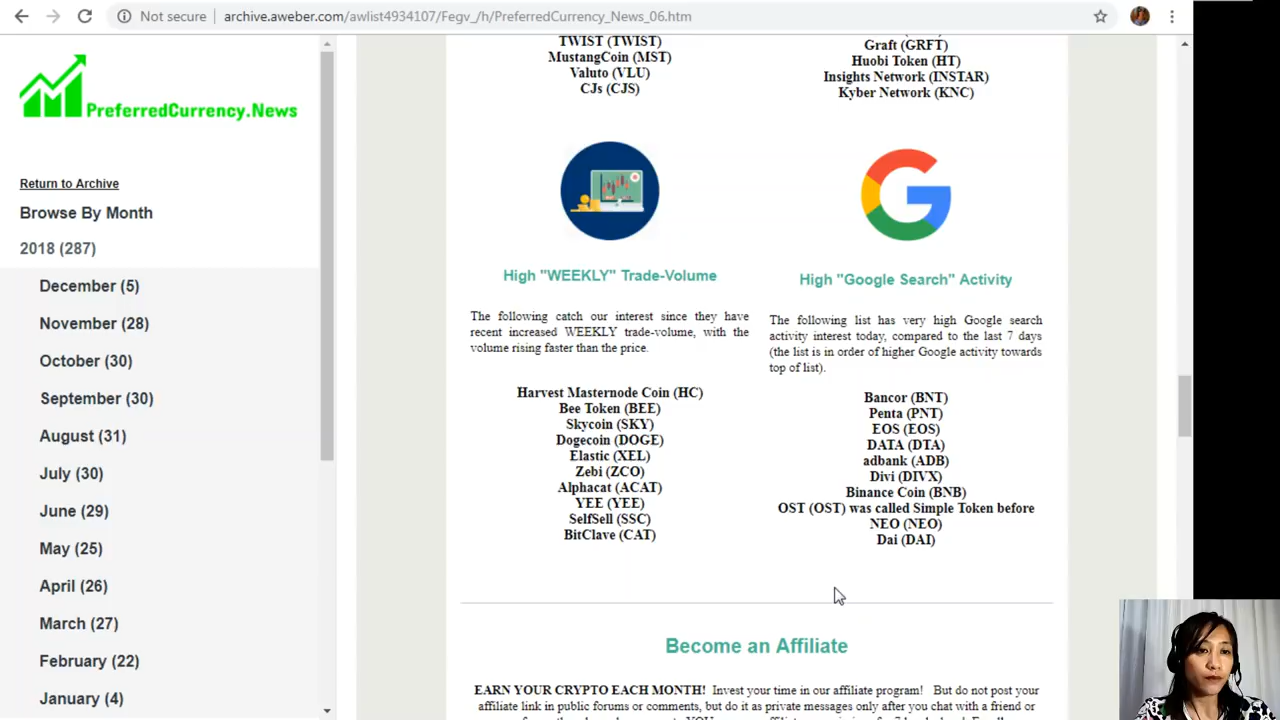 Not secure
archive.aweber.com/awlist4934107/Fegv_/h/PreferredCurrency_News_06.htm
PreferredCurrency.News
Return to Archive
Browse By Month
2018 (287)
December (5)
November (28)
October (30)
September (30)
August (31)
July (30)
June (29)
May (25)
April (26)
March (27)
February (22)
January (4)
TWIST (TWIST)
MustangCoin (MST)
Valuto (VLU)
CJs (CJS)
Graft (GRFT)
Huobi Token (HT)
Insights Network (INSTAR)
Kyber Network (KNC)
High "WEEKLY" Trade-Volume
The following catch our interest since they have
recent increased WEEKLY trade-volume, with the
volume rising faster than the price.
Harvest Masternode Coin (HC)
Bee Token (BEE)
Skycoin (SKY)
Dogecoin (DOGE)
Elastic (XEL)
Zebi (ZCO)
Alphacat (ACAT)
YEE (YEE)
SelfSell (SSC)
BitClave (CAT)
High "Google Search" Activity
The following list has very high Google search
activity interest today, compared to the last 7 days
(the list is in order of higher Google activity towards
top of list).
Bancor (BNT)
Penta (PNT)
EOS (EOS)
DATA (DTA)
adbank (ADB)
Divi (DIVX)
Binance Coin (BNB)
OST (OST) was called Simple Token before
NEO (NEO)
Dai (DAI)
Become an Affiliate
EARN YOUR CRYPTO EACH MONTH! Invest your time in our affiliate program! But do not post your
affiliate link in public forums or comments, but do it as private messages only after you chat with a friend or